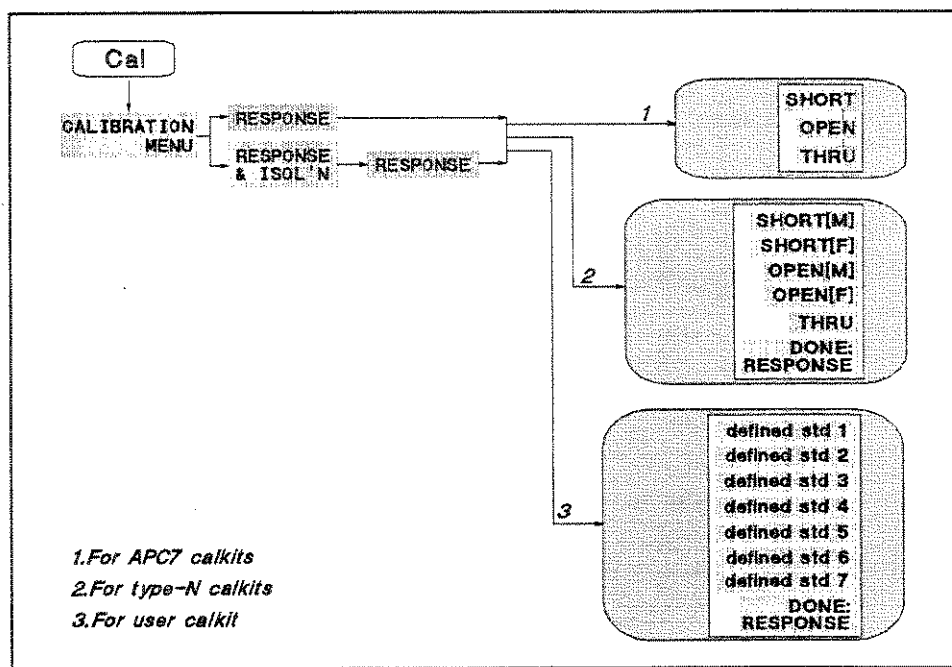 Cal
CALIBRATION
MENU
RESPONSE
RESPONSE
& ISOL'N
RESPONSE
1
SHORT
OPEN
THRU
2
SHORT[M]
SHORT[F]
OPEN[M]
OPEN[F]
THRU
DONE:
RESPONSE
3
defined std 1
defined std 2
defined std 3
defined std 4
defined std 5
defined std 6
defined std 7
DONE:
RESPONSE
1.For APC7 calkits
2.For type-N calkits
3.For user calkit